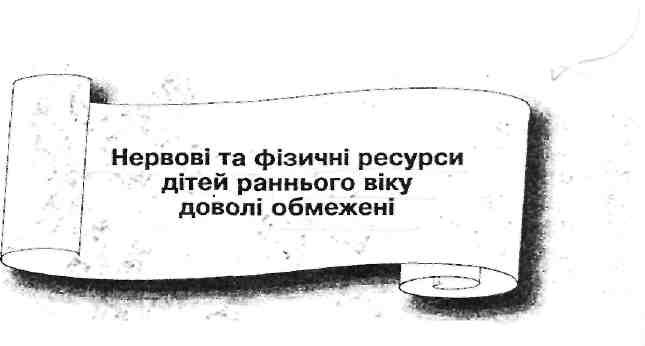 Нервові та фізичні ресурси
дітей раннього віку
доволі обмежені